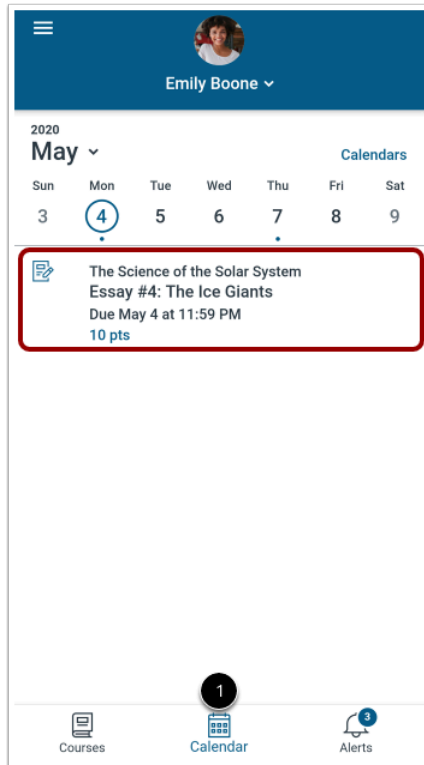 Emily Boone
2020
May
Calendars
Sun Mon Tue Wed Thu Fri Sat
3 4 5 6 7 8 9
The Science of the Solar System
Essay #4: The Ice Giants
Due May 4 at 11:59 PM
10 pts
1
3
Courses Calendar Alerts